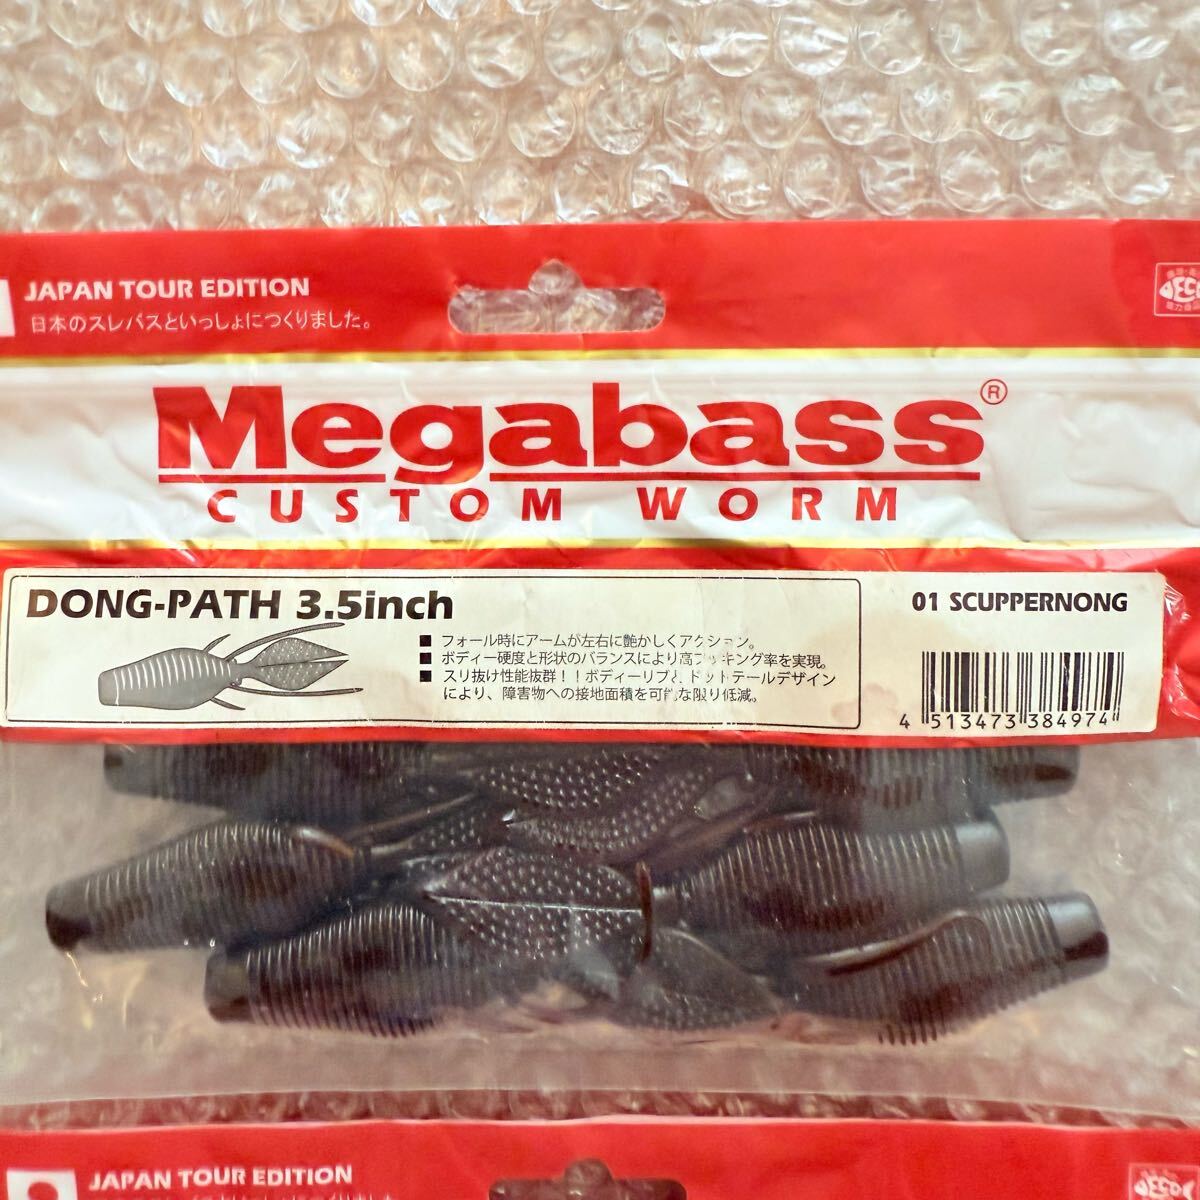 JAPAN TOUR EDITION
日本のスレバスといっしょにつくりました。
Megabass®
CUSTOM WORM
DONG-PATH 3.5inch
01 SCUPPERNONG
■ フォール時にアームが左右に艶かしくアクション。
■ ボディー硬度と形状のバランスにより高フッキング率を実現。
■ スリ抜け性能抜群！！ボディーリブと、ドットテールデザイン
により、障害物への接地面積を可能な限り低減。
4 513473 384974
JAPAN TOUR EDITION